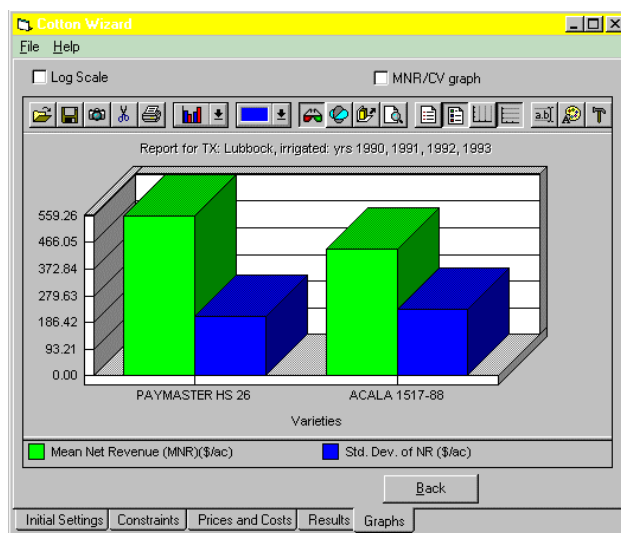 Cotton Wizard
File Help
Log Scale MNR/CV graph
a.b
Report for TX: Lubbock, irrigated: yrs 1990, 1991, 1992, 1993
559.26
466.05
372.84
279.63
186.42
93.21
0.00
PAYMASTER HS 26 ACALA 1517-88
Varieties
Mean Net Revenue (MNR)($/ac) Std. Dev. of NR ($/ac)
Back
Initial Settings Constraints Prices and Costs Results Graphs